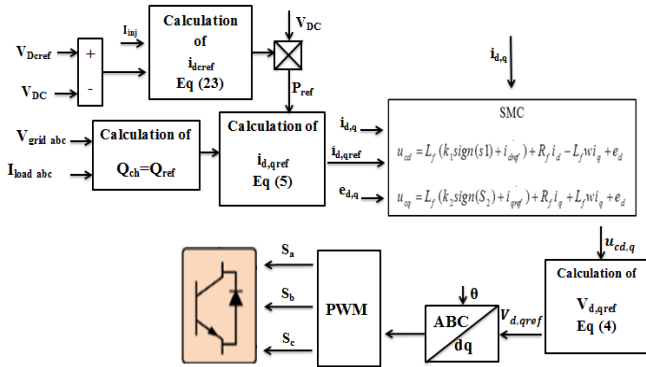 V_Dcref
+
-
V_DC
I_inj
Calculation
of
i_dcref
Eq (23)
V_DC
P_ref
V_grid abc
I_load abc
Calculation of
Q_ch=Q_ref
Calculation of
i_d,qref
Eq (5)
i_d,q
i_d,q
i_d,qref
e_d,q
SMC
u_cd = L_f (k_1 sign(s1) + i_dref) + R_f i_d − L_f wi_q + e_d
u_cq = L_f (k_2 sign(S_2) + i_qref) + R_f i_q + L_f wi_q + e_d
u_cd,q
Calculation of
V_d,qref
Eq (4)
V_d,qref
θ
ABC
dq
PWM
S_a
S_b
S_c